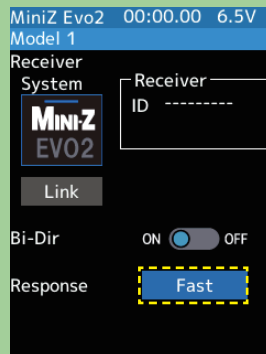 MiniZ Evo2 00:00.00 6.5V
Model 1
Receiver
System
Receiver
ID ---------
MINI-Z
EVO2
Link
Bi-Dir ON OFF
Response Fast